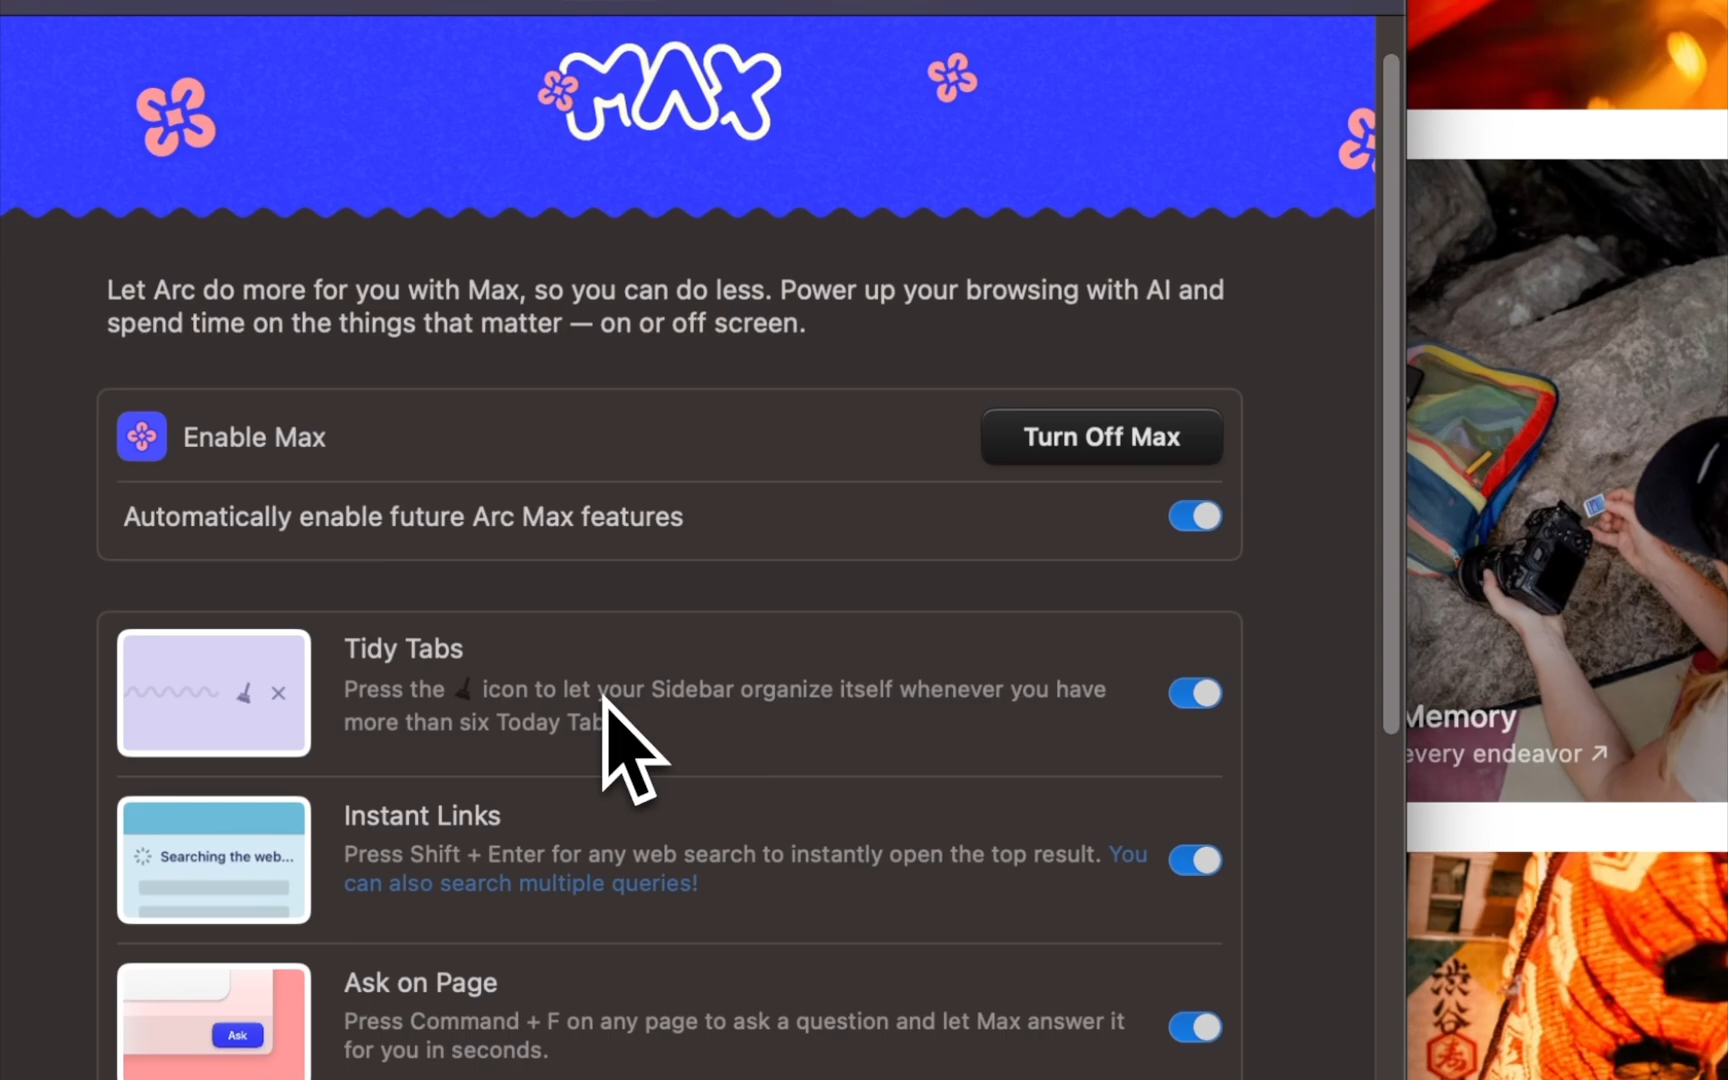 MAX
Let Arc do more for you with Max, so you can do less. Power up your browsing with AI and
spend time on the things that matter — on or off screen.
Enable Max
Turn Off Max
Automatically enable future Arc Max features
Tidy Tabs
Press the icon to let your Sidebar organize itself whenever you have
more than six Today Tab
Searching the web...
Instant Links
Press Shift + Enter for any web search to instantly open the top result. You
can also search multiple queries!
Ask
Ask on Page
Press Command + F on any page to ask a question and let Max answer it
for you in seconds.
Memory
every endeavor ↗
渋
谷